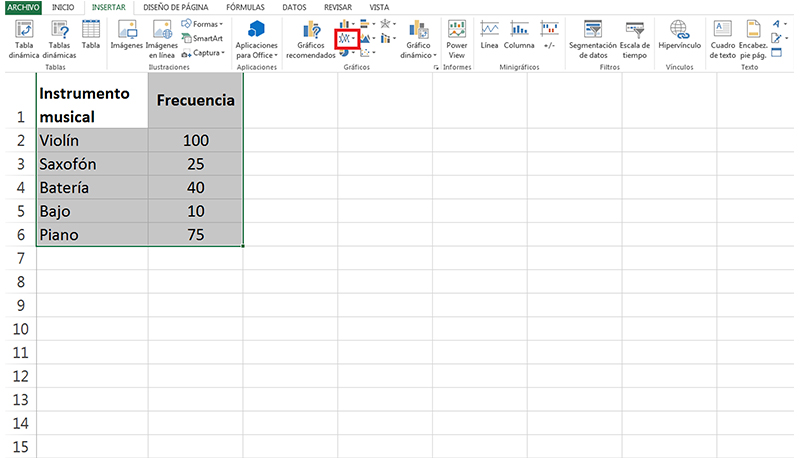 ARCHIVO INICIO INSERTAR DISEÑO DE PÁGINA FÓRMULAS DATOS REVISAR VISTA
Tabla dinámica
Tablas dinámicas
Tabla
Tablas
Imágenes
Imágenes en línea
Formas
SmartArt
Captura
Ilustraciones
Aplicaciones para Office
Aplicaciones
Gráficos recomendados
Gráfico dinámico
Gráficos
Power View
Informes
Línea
Columna
+/-
Minigráficos
Segmentación de datos
Escala de tiempo
Filtros
Hipervínculo
Vínculos
Cuadro de texto
Encabez. pie pág.
Texto
Instrumento
1 musical Frecuencia
2 Violín 100
3 Saxofón 25
4 Batería 40
5 Bajo 10
6 Piano 75
7
8
9
10
11
12
13
14
15